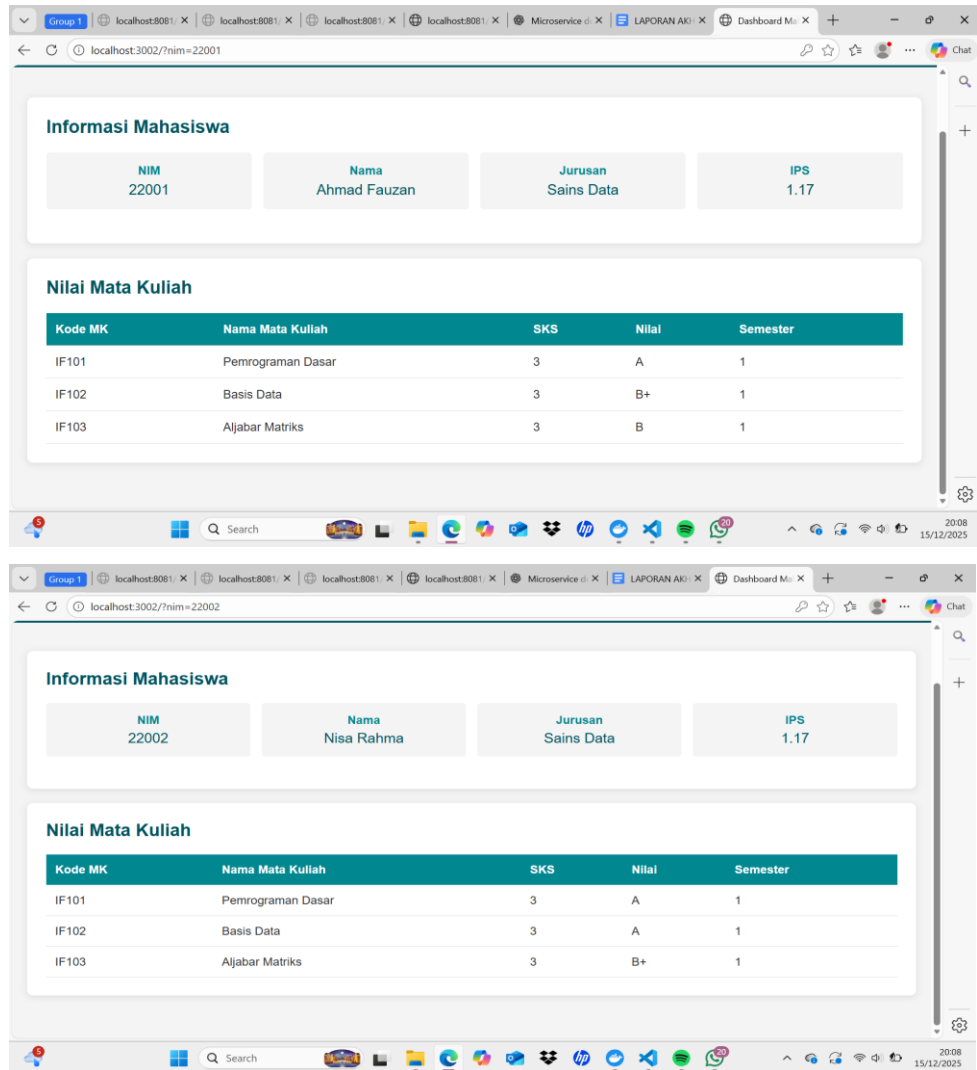 Group 1 localhost:8081/ localhost:8081/ localhost:8081/ localhost:8081/ Microservice d LAPORAN AKH Dashboard Ma
localhost:3002/?nim=22001 Chat
Informasi Mahasiswa
NIM Nama Jurusan IPS
22001 Ahmad Fauzan Sains Data 1.17
Nilai Mata Kuliah
Kode MK Nama Mata Kuliah SKS Nilai Semester
IF101 Pemrograman Dasar 3 A 1
IF102 Basis Data 3 B+ 1
IF103 Aljabar Matriks 3 B 1
5 Search hp 20 20:08
15/12/2025
Group 1 localhost:8081/ localhost:8081/ localhost:8081/ localhost:8081/ Microservice d LAPORAN AKH Dashboard Ma
localhost:3002/?nim=22002 Chat
Informasi Mahasiswa
NIM Nama Jurusan IPS
22002 Nisa Rahma Sains Data 1.17
Nilai Mata Kuliah
Kode MK Nama Mata Kuliah SKS Nilai Semester
IF101 Pemrograman Dasar 3 A 1
IF102 Basis Data 3 A 1
IF103 Aljabar Matriks 3 B+ 1
5 Search hp 20 20:08
15/12/2025